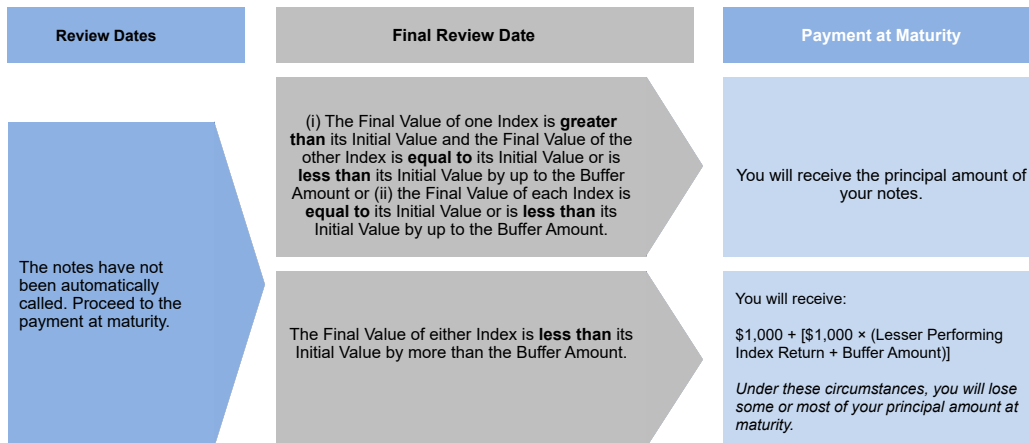 Review Dates
Final Review Date
Payment at Maturity
The notes have not
been automatically
called. Proceed to the
payment at maturity.
(i) The Final Value of one Index is greater
than its Initial Value and the Final Value of the
other Index is equal to its Initial Value or is
less than its Initial Value by up to the Buffer
Amount or (ii) the Final Value of each Index is
equal to its Initial Value or is less than its
Initial Value by up to the Buffer Amount.
You will receive the principal amount of
your notes.
The Final Value of either Index is less than its
Initial Value by more than the Buffer Amount.
You will receive:
$1,000 + [$1,000 × (Lesser Performing
Index Return + Buffer Amount)]
Under these circumstances, you will lose
some or most of your principal amount at
maturity.